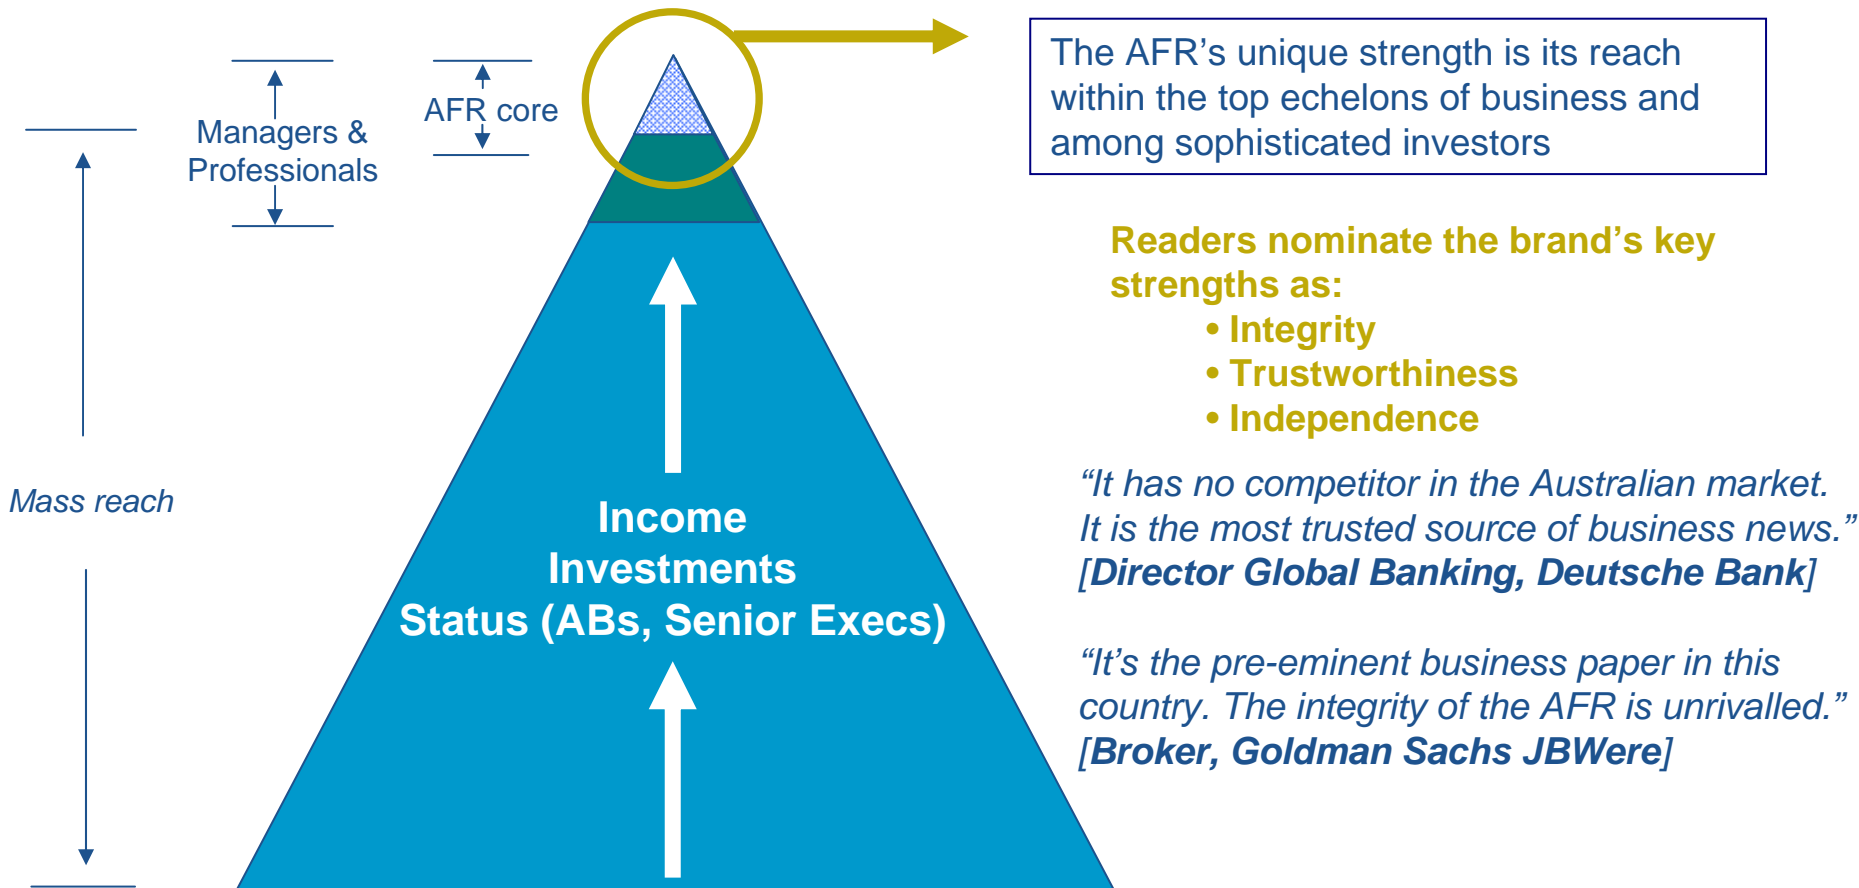 Managers &
Professionals
AFR core
Mass reach
Income
Investments
Status (ABs, Senior Execs)
The AFR’s unique strength is its reach
within the top echelons of business and
among sophisticated investors
Readers nominate the brand’s key
strengths as:
• Integrity
• Trustworthiness
• Independence
“It has no competitor in the Australian market.
It is the most trusted source of business news.”
[Director Global Banking, Deutsche Bank]
“It’s the pre-eminent business paper in this
country. The integrity of the AFR is unrivalled.”
[Broker, Goldman Sachs JBWere]